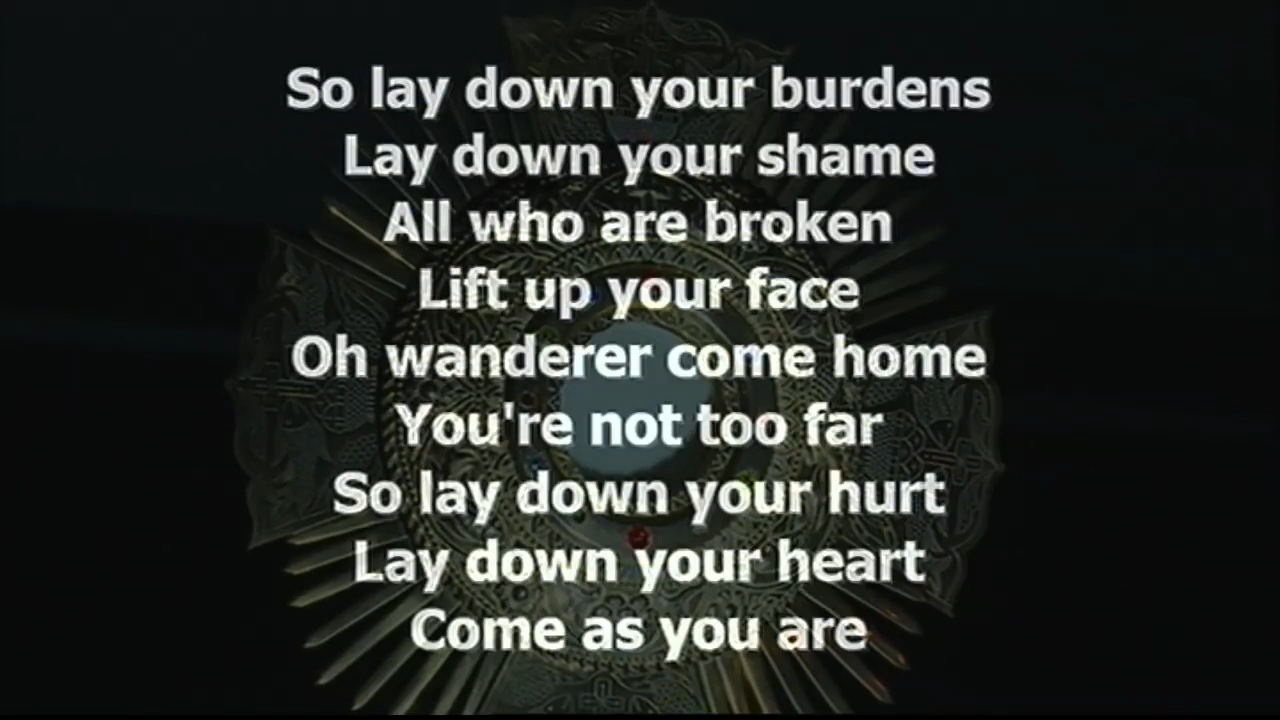 So lay down your burdens
Lay down your shame
All who are broken
Lift up your face
Oh wanderer come home
You're not too far
So lay down your hurt
Lay down your heart
Come as you are